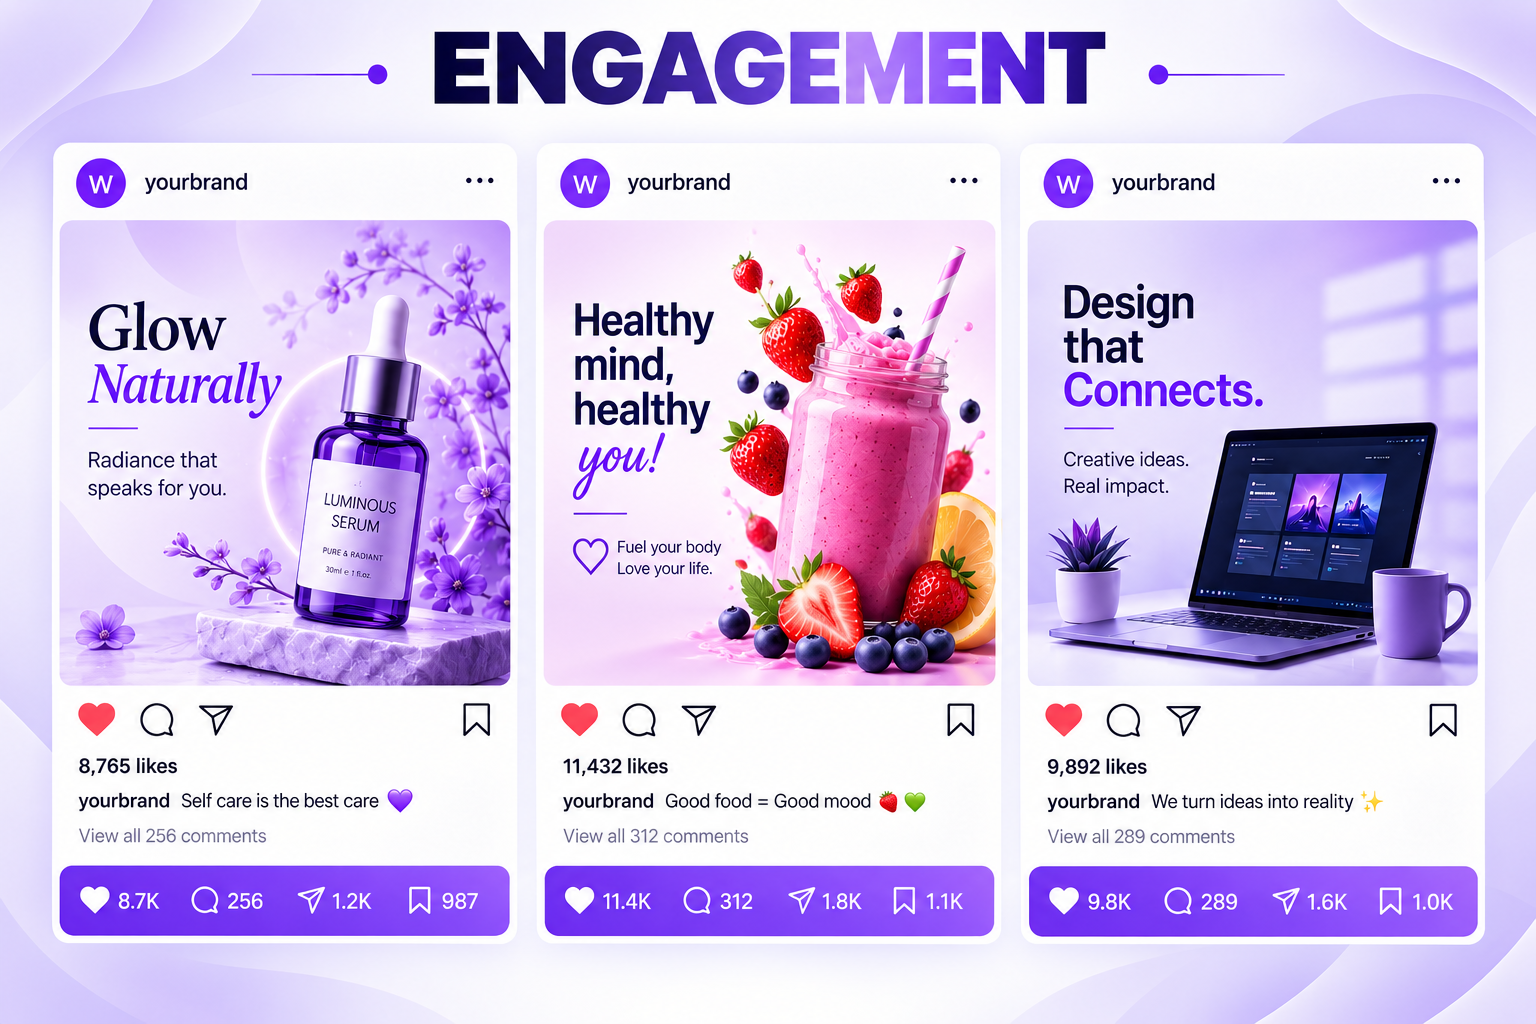 ENGAGEMENT
W yourbrand
Glow
Naturally
Radiance that
speaks for you.
LUMINOUS
SERUM
PURE & RADIANT
30ml e 1 fl.oz.
8,765 likes
yourbrand Self care is the best care 💜
View all 256 comments
8.7K 256 1.2K 987
W yourbrand
Healthy
mind,
healthy
you!
Fuel your body
Love your life.
11,432 likes
yourbrand Good food = Good mood 🍓 💚
View all 312 comments
11.4K 312 1.8K 1.1K
W yourbrand
Design
that
Connects.
Creative ideas.
Real impact.
9,892 likes
yourbrand We turn ideas into reality ✨
View all 289 comments
9.8K 289 1.6K 1.0K